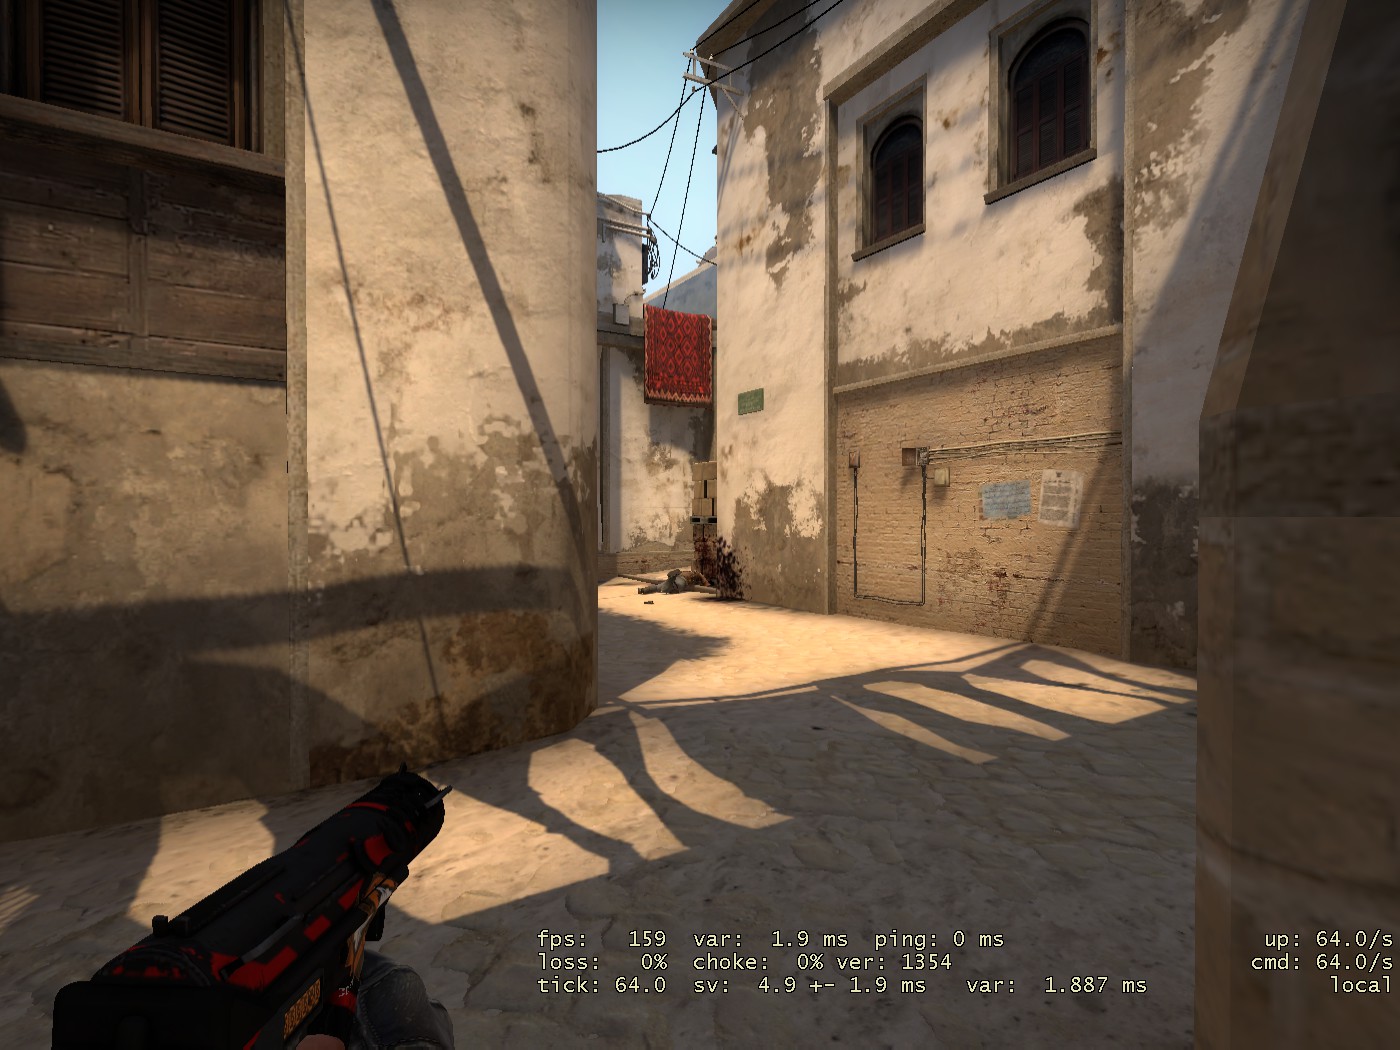 fps: 159 var: 1.9 ms ping: 0 ms
loss: 0% choke: 0% ver: 1354
tick: 64.0 sv: 4.9 +- 1.9 ms var: 1.887 ms
up: 64.0/s
cmd: 64.0/s
local